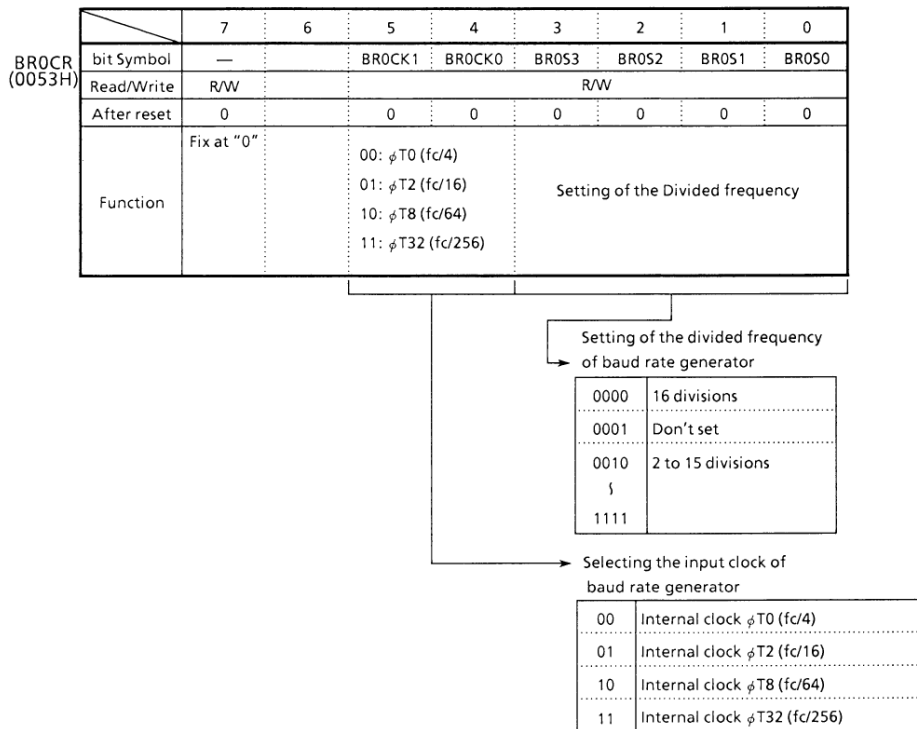 7 6 5 4 3 2 1 0
BR0CR
(0053H)
bit Symbol — BR0CK1 BR0CK0 BR0S3 BR0S2 BR0S1 BR0S0
Read/Write R/W R/W
After reset 0 0 0 0 0 0 0
Function
Fix at "0"
00: ϕT0 (fc/4)
01: ϕT2 (fc/16)
10: ϕT8 (fc/64)
11: ϕT32 (fc/256)
Setting of the Divided frequency
Setting of the divided frequency
of baud rate generator
0000 16 divisions
0001 Don't set
0010 2 to 15 divisions
∫
1111
Selecting the input clock of
baud rate generator
00 Internal clock ϕT0 (fc/4)
01 Internal clock ϕT2 (fc/16)
10 Internal clock ϕT8 (fc/64)
11 Internal clock ϕT32 (fc/256)